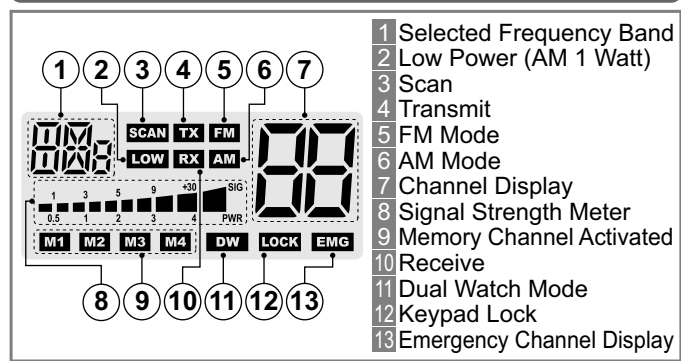 1 2 3 4 5 6 7
SCAN TX FM
LOW RX AM
1 3 5 9 +30 SIG
0.5 1 2 3 4 PWR
M1 M2 M3 M4 DW LOCK EMG
8 9 10 11 12 13
1 Selected Frequency Band
2 Low Power (AM 1 Watt)
3 Scan
4 Transmit
5 FM Mode
6 AM Mode
7 Channel Display
8 Signal Strength Meter
9 Memory Channel Activated
10 Receive
11 Dual Watch Mode
12 Keypad Lock
13 Emergency Channel Display